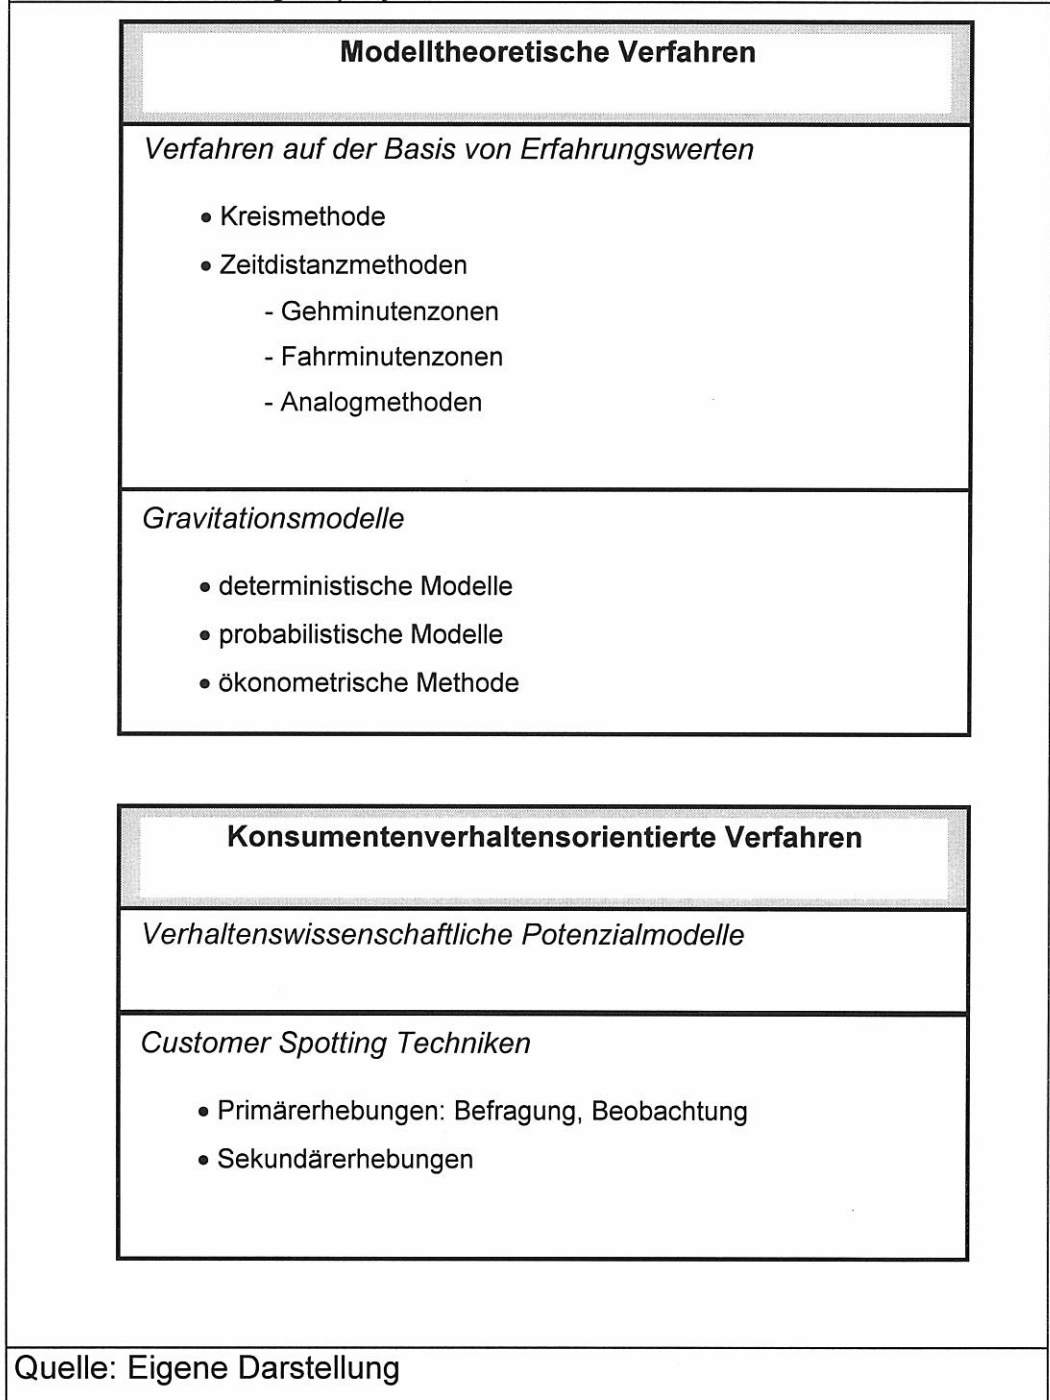 Modelltheoretische Verfahren
Verfahren auf der Basis von Erfahrungswerten
• Kreismethode
• Zeitdistanzmethoden
- Gehminutenzonen
- Fahrminutenzonen
- Analogmethoden
Gravitationsmodelle
• deterministische Modelle
• probabilistische Modelle
• ökonometrische Methode
Konsumentenverhaltensorientierte Verfahren
Verhaltenswissenschaftliche Potenzialmodelle
Customer Spotting Techniken
• Primärerhebungen: Befragung, Beobachtung
• Sekundärerhebungen
Quelle: Eigene Darstellung